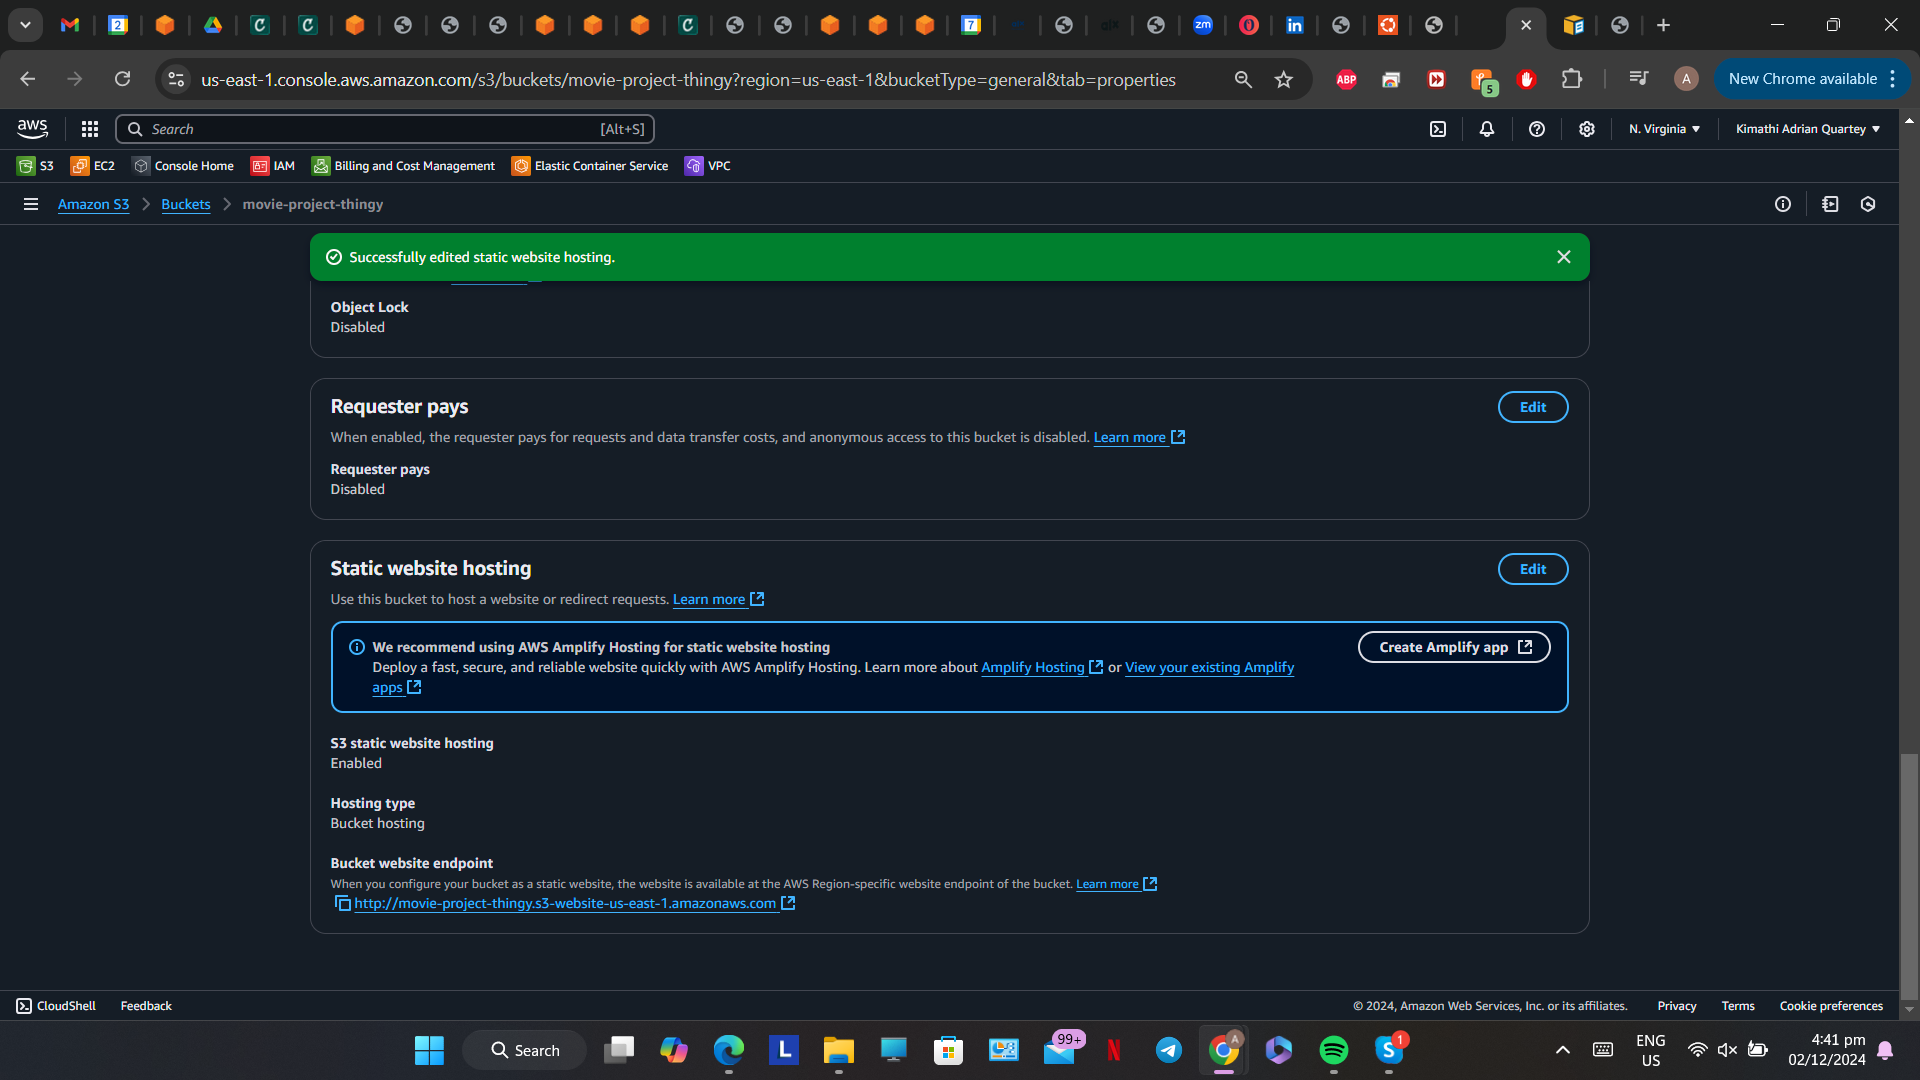 2
7
zm
in
us-east-1.console.aws.amazon.com/s3/buckets/movie-project-thingy?region=us-east-1&bucketType=general&tab=properties
ABP
5
A
New Chrome available
aws
Search
[Alt+S]
N. Virginia
Kimathi Adrian Quartey
S3
EC2
Console Home
IAM
Billing and Cost Management
Elastic Container Service
VPC
Amazon S3
Buckets
movie-project-thingy
Successfully edited static website hosting.
Object Lock
Disabled
Requester pays
Edit
When enabled, the requester pays for requests and data transfer costs, and anonymous access to this bucket is disabled. Learn more
Requester pays
Disabled
Static website hosting
Edit
Use this bucket to host a website or redirect requests. Learn more
We recommend using AWS Amplify Hosting for static website hosting
Create Amplify app
Deploy a fast, secure, and reliable website quickly with AWS Amplify Hosting. Learn more about Amplify Hosting or View your existing Amplify
apps
S3 static website hosting
Enabled
Hosting type
Bucket hosting
Bucket website endpoint
When you configure your bucket as a static website, the website is available at the AWS Region-specific website endpoint of the bucket. Learn more
http://movie-project-thingy.s3-website-us-east-1.amazonaws.com
CloudShell
Feedback
© 2024, Amazon Web Services, Inc. or its affiliates.
Privacy
Terms
Cookie preferences
Search
L
99+
N
A
S
1
ENG
US
4:41 pm
02/12/2024